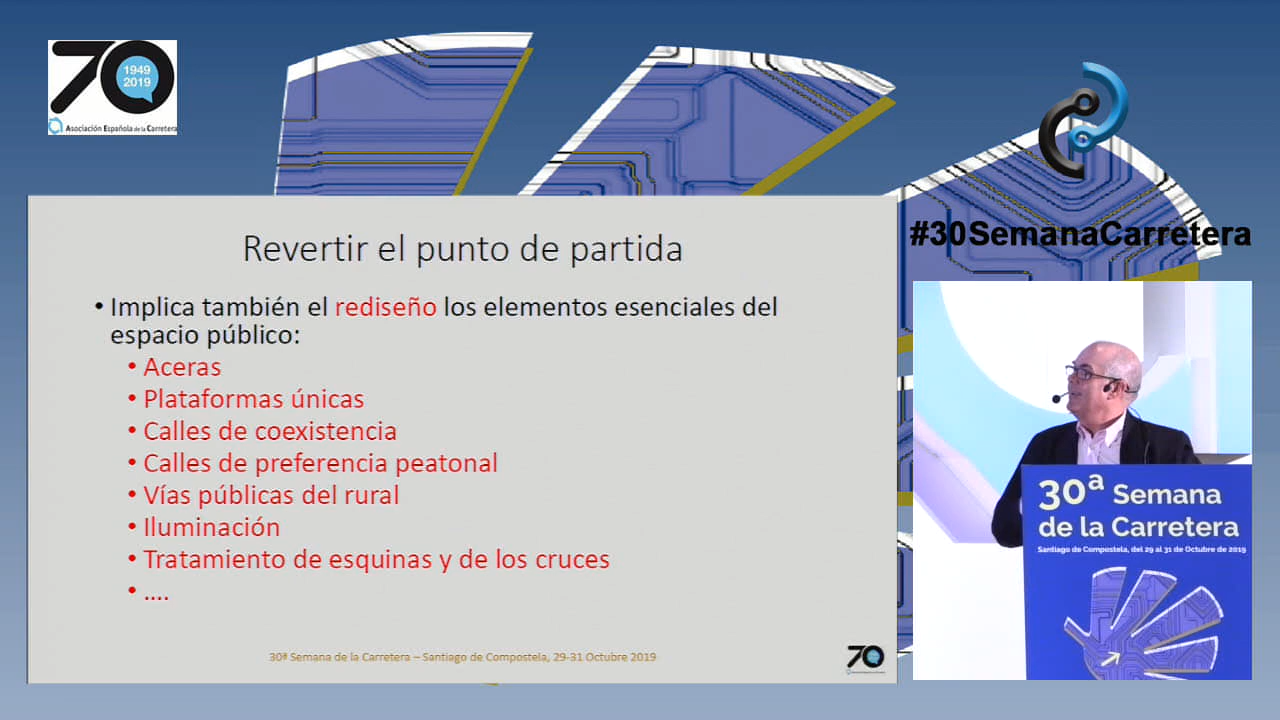 70
1949
2019
Asociación Española de la Carretera
#30SemanaCarretera
Revertir el punto de partida
• Implica también el rediseño los elementos esenciales del
espacio público:
• Aceras
• Plataformas únicas
• Calles de coexistencia
• Calles de preferencia peatonal
• Vías públicas del rural
• Iluminación
• Tratamiento de esquinas y de los cruces
• ....
30ª Semana de la Carretera – Santiago de Compostela, 29-31 Octubre 2019
70
30ª Semana
de la Carretera
Santiago de Compostela, del 29 al 31 de Octubre de 2019